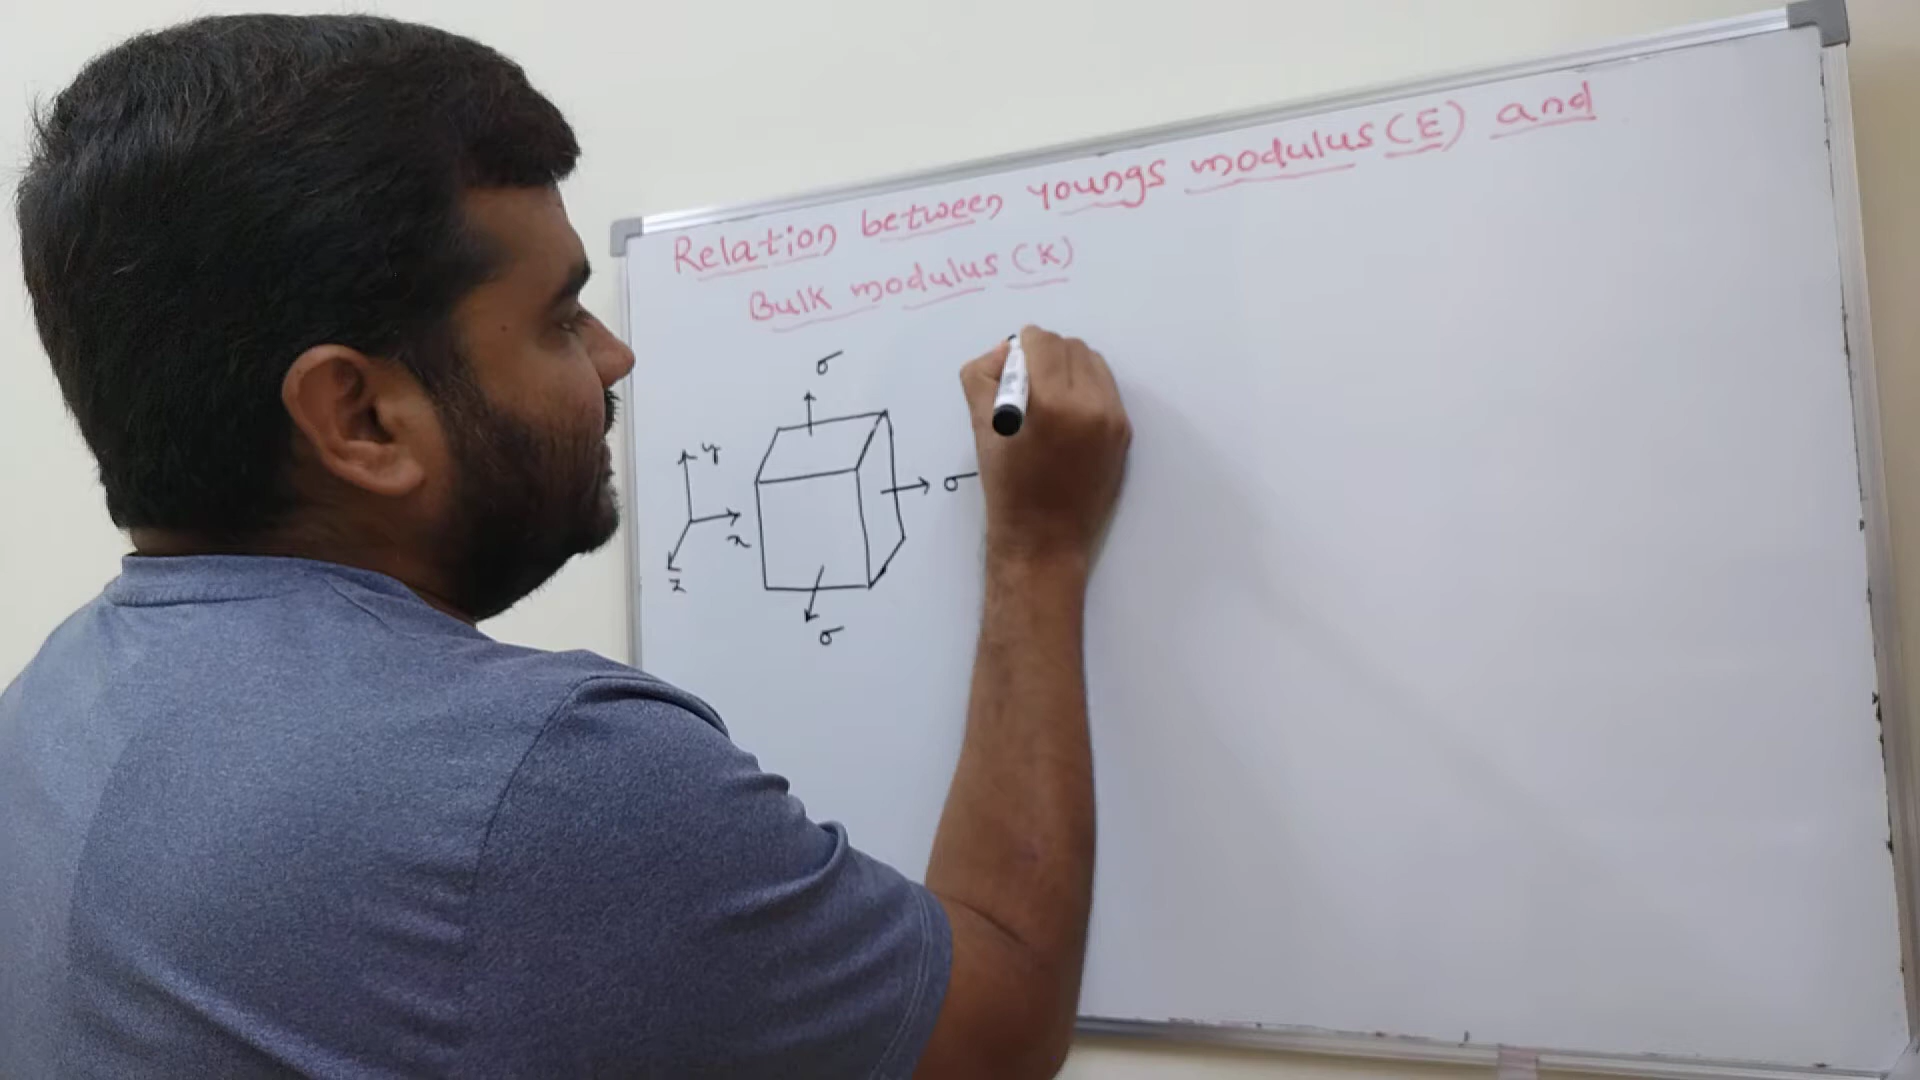 Relation between youngs modulus (E) and
Bulk modulus (K)
σ
y
σ
x
z
σ